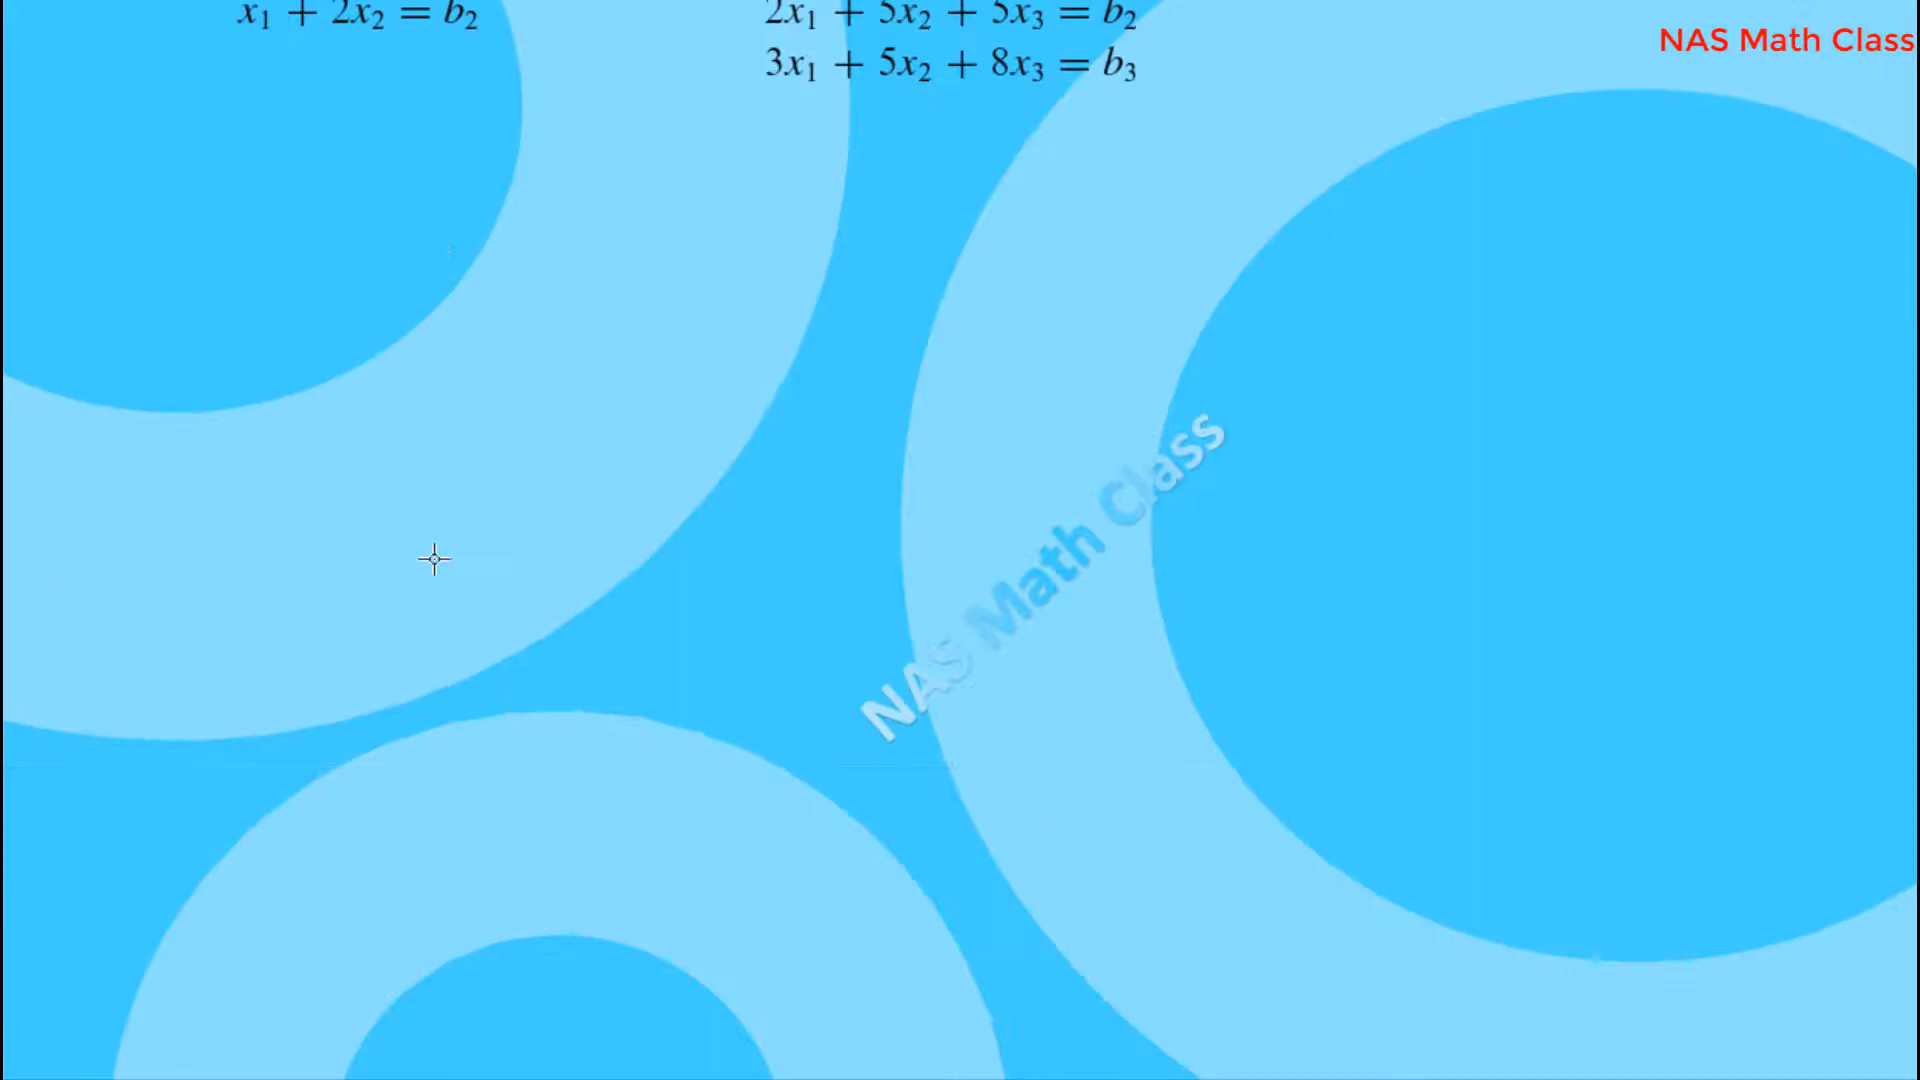 x₁ + 2x₂ = b₂
2x₁ + 5x₂ + 5x₃ = b₂
3x₁ + 5x₂ + 8x₃ = b₃
NAS Math Class
NAS Math Class